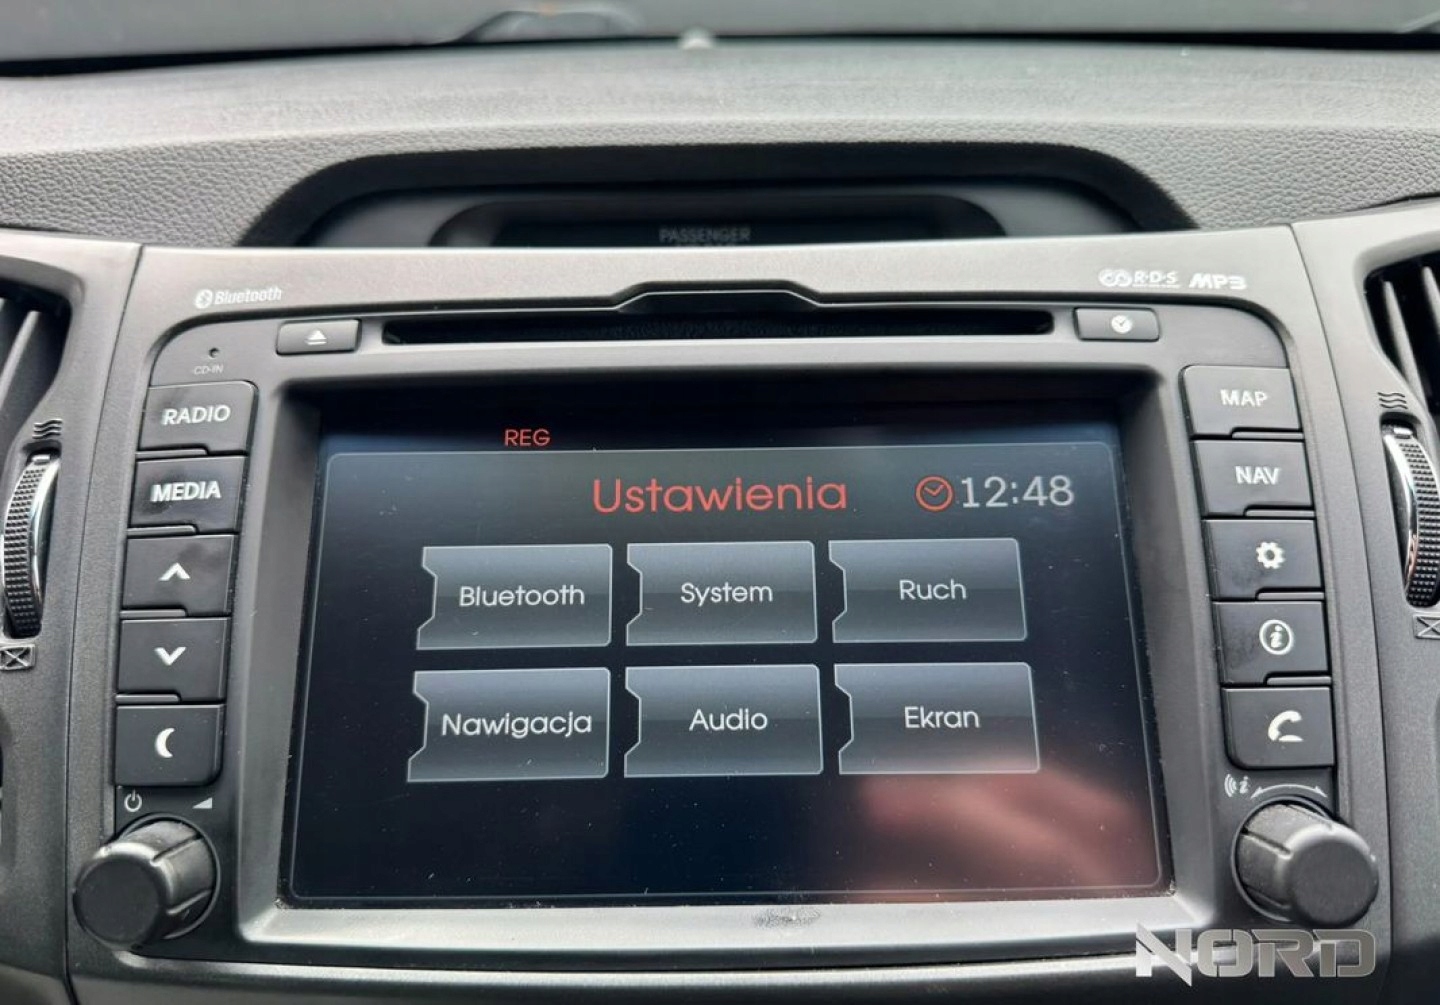 PASSENGER
Bluetooth
R·D·S MP3
CD-IN
RADIO
MEDIA
MAP
NAV
REG
Ustawienia
12:48
Bluetooth
System
Ruch
Nawigacja
Audio
Ekran
NORD